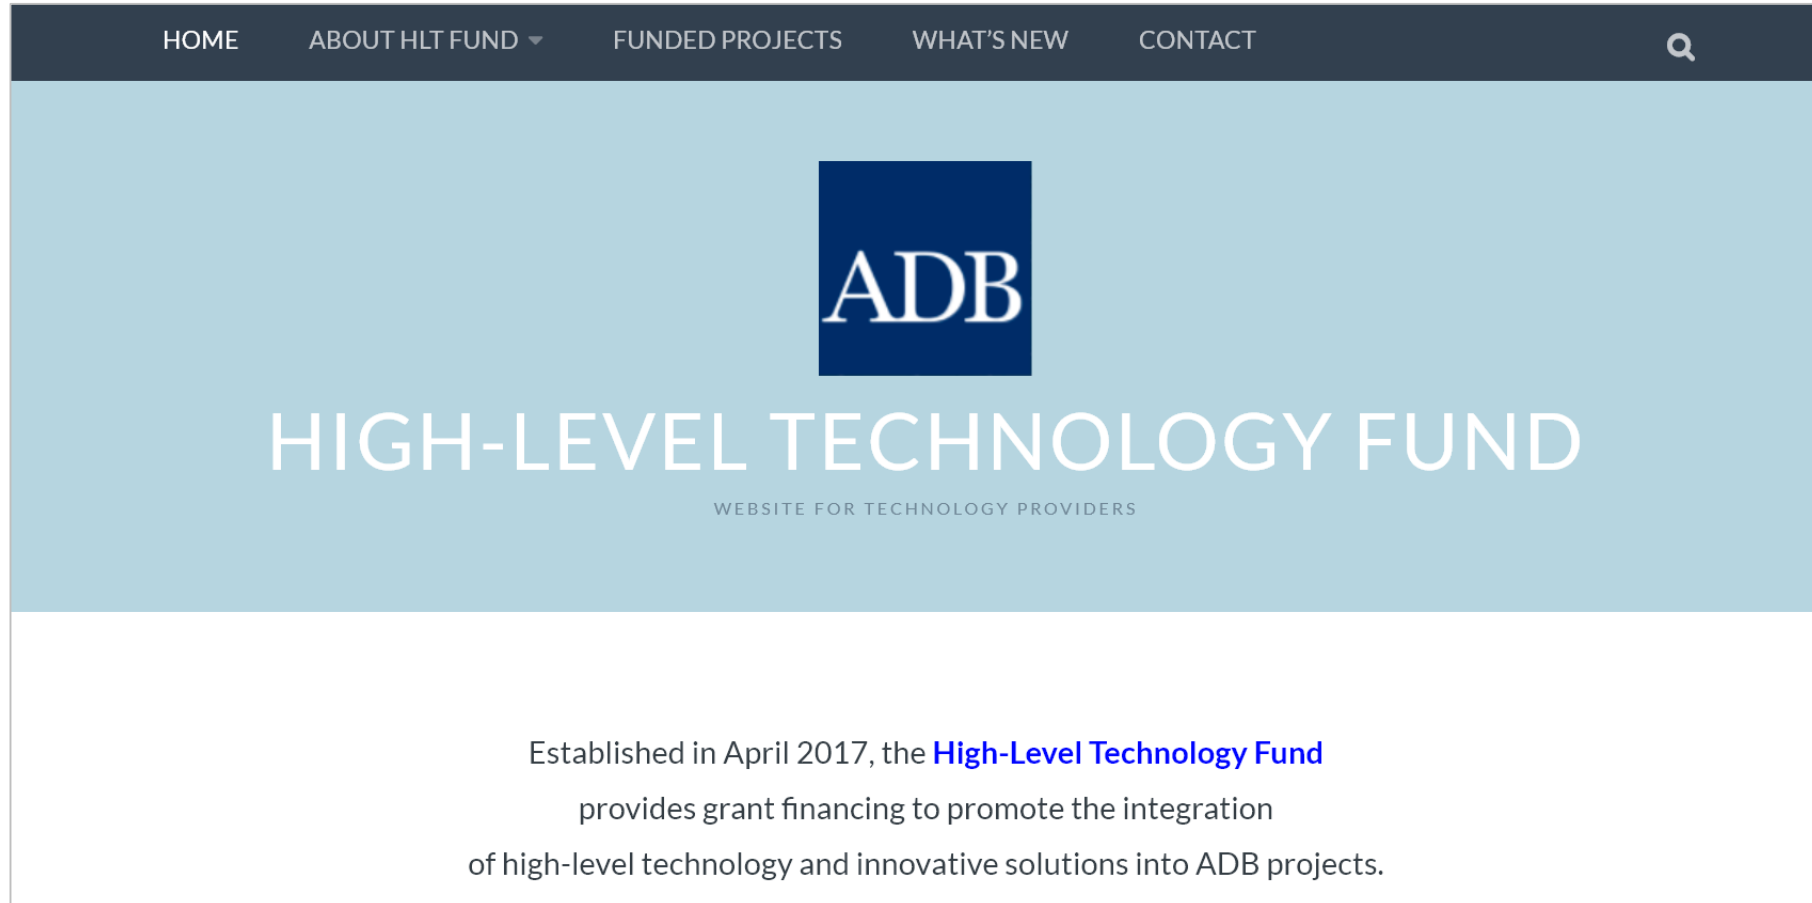 HOME ABOUT HLT FUND FUNDED PROJECTS WHAT'S NEW CONTACT
ADB
HIGH-LEVEL TECHNOLOGY FUND
WEBSITE FOR TECHNOLOGY PROVIDERS
Established in April 2017, the High-Level Technology Fund
provides grant financing to promote the integration
of high-level technology and innovative solutions into ADB projects.